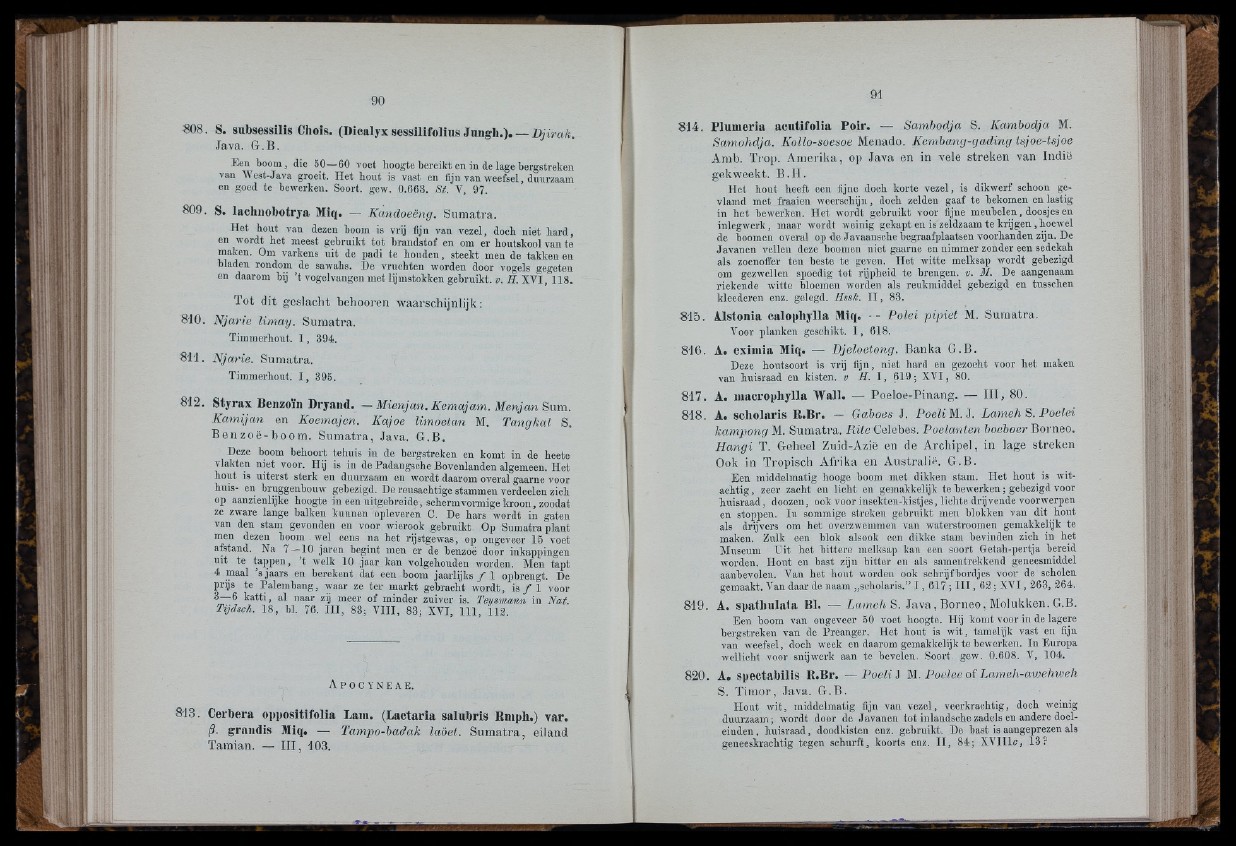 90
808. S. subsessilis Chois. (Dicalyx sessilifolius Jungh.). — Djirak.
Java. G.B.
Een boom, die 50—60 voet hoogte bereikt en in de lage bergstreken
van West-Java groeit. Het hout is vast en fijn van weefsel, duurzaam
en goed te bewerken. Soort. gew. 0.663. St. V, 97.
809. S. lachnobotrya Miq. — Kandoeëng. Sumatra.
Het hout van dezen boom is vrij fijn van vezel, doch niet hard,
en wordt het meest gebruikt tot brandstof en om er houtskool van te
maken. Om varkens uit de padi te houden, steekt men de takken en
bladen rondom de sawahs. De vruchten worden door vogels gegeten
en daarom bij 't vogelvangen met lijmstokken gebruikt. v. H. XVI, 118.
Tot dit geslacht behooren waarschijnlijk:
810. Njarie limay. Sumatra.
Timmerhout. I, 394.
811. Njarie. Sumatra.
Timmerhout. I, 395.
812. Styrax Benzoïn Dryand. — Mienjan. Kemajam. Menjan Sum.
Kamijan en Koemajen. Kajoe limoetan M. Tangkal S.
Benzoë-boom. Sumatra, Java. G.B.
Deze boom behoort tehuis in de bergstreken en komt in de heete
vlakten niet voor. Hij is in de Padangsche Bovenlanden algemeen. Het
hout is uiterst sterk en duurzaam en wordt daarom overal gaarne voor
huis- en bruggenbouw gebezigd. De reusachtige stammen verdeelen zich
op aanzienlijke hoogte in een uitgebreide, schermvormige kroon, zoodat
ze zware lange balken kunnen opleveren C. De hars wordt in gaten
van den stam gevonden en voor wierook gebruikt. Op Sumatra plant
men dezen boom wel eens na het rijstgewas, op ongeveer 15 voet
afstand. Na 7—10 jaren begint men er de benzoë door inkappingen
uit te tappen, 't welk 10 jaar kan volgehouden worden. Men tapt
4 maal 's jaars en berekent dat een boom jaarlijks f 1 opbrengt. De
prijs te Palembang, waar ze ter markt gebracht wordt, is f 1 voor
3—6 katti, al naar zij meer of minder zuiver is. Teysmann in Nat.
Tijdsch. 18, bl. 76. III, 83; VIII, 83; XVI, 111, 112.
APOCYNEAE.
813. Cerbera oppositifolia Lam. (Lactaria salubris Rmph.) var.
β. grandis Miq. — Tampo-badak laoet. Sumatra, eiland
Tamian. — III, 103.
91
814. Plumeria acutifolia Poir. — Sambodja S. Kambodja M.
Samohdja. Kollo-soesoe Menado. Kembang-gading tsjoe-tsjoe
Amb. Trop. Amerika, op Java en in vele streken van Indië
gekweekt. B.H.
Het hout heeft een fijne doch korte vezel, is dikwerf schoon ge-
vlamd met fraaien weerschijn, doch zelden gaaf te bekomen en lastig
in het bewerken. Het wordt gebruikt voor fijne meubelen, doosjes en
inlegwerk, maar wordt weinig gekapt en is zeldzaam te krijgen, hoewel
de boomen overal op de Javaansche begraafplaatsen voorhanden zijn. De
Javanen vellen deze boomen niet gaarne en nimmer zonder een sedekah
als zoenoffer ten beste te geven. Het witte melksap wordt gebezigd
om gezwellen spoedig tot rijpheid te brengen. v. M. De aangenaam
riekende witte bloemen worden als reukmiddel gebezigd en tusschen
kleederen enz. gelegd. Hssk. II, 83.
815. Alstonia calophylla Miq. -- Polei pipiet M. Sumatra.
Voor planken geschikt. I, 618.
816. A. eximia Miq. — Djeloetong. Banka G.B.
Deze houtsoort is vrij fijn, niet hard en gezocht voor het maken
van huisraad en kisten. v H. I, 619; XVI, 80.
817. A. macrophylla Wall. — Poeloe-Pinang. — III, 80.
818. A. scholaris R.Br. — Gaboes J. Poeli M. J. Lameh S. Poelei
kampong M. Sumatra. Rite Celebes. Poelanten boeboer Borneo.
Hangi T. Geheel Zuid-Azië en de Archipel, in lage streken
Ook in Tropisch Afrika en Australië. G.B.
Een middelmatig hooge boom met dikken stam. Het hout is wit-
achtig, zeer zacht en licht en gemakkelijk te bewerken; gebezigd voor
huisraad, doozen, ook voor insekten-kistjes, lichte drijvende voorwerpen
en stoppen. In sommige streken gebruikt men blokken van dit hout
als drijvers om het overzwemmen van waterstroomen gemakkelijk te
maken. Zulk een blok alsook een dikke stam bevinden zich in het
Museum Uit het bittere melksap kan een soort Getah-pertja bereid
worden. Hout en bast zijn bitter en als samentrekkend geneesmiddel
aanbevolen. Van het hout worden ook schrijfbordjes voor de scholen
gemaakt. Van daar de naam „scholaris.” I, 617; III, 62; XVI, 263, 264.
819. A. spathulata Bl. — Lameh S. Java, Borneo, Molukken. G.B.
Een boom van ongeveer 50 voet hoogte. Hij komt voor in de lagere
bergstreken van de Preanger. Het hout is wit, tamelijk vast en fijn
van weefsel, doch week en daarom gemakkelijk te bewerken. In Europa
wellicht voor snijwerk aan te bevelen. Soort. gew. 0.608. V, 104.
820. A. spectabilis R.Br. — Poeli J M. Poelee of Lameh-awehweh
S. Timor, Java. G.B.
Hout wit, middelmatig fijn van vezel, veerkrachtig, doch weinig
duurzaam; wordt door de Javanen tot inlandsche zadels en andere doel-
einden, huisraad, doodkisten enz. gebruikt. De bast is aangeprezen als
geneeskrachtig tegen schurft, koorts enz. II, 84; XVIIIc, 13?